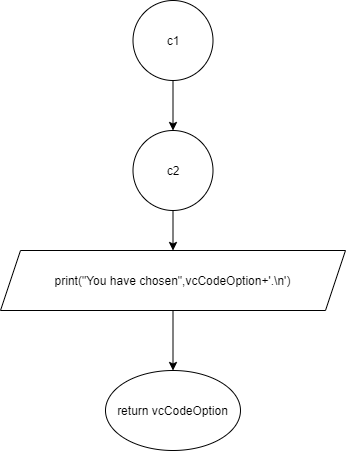 c1
c2
print("You have chosen",vcCodeOption+'.\n')
return vcCodeOption